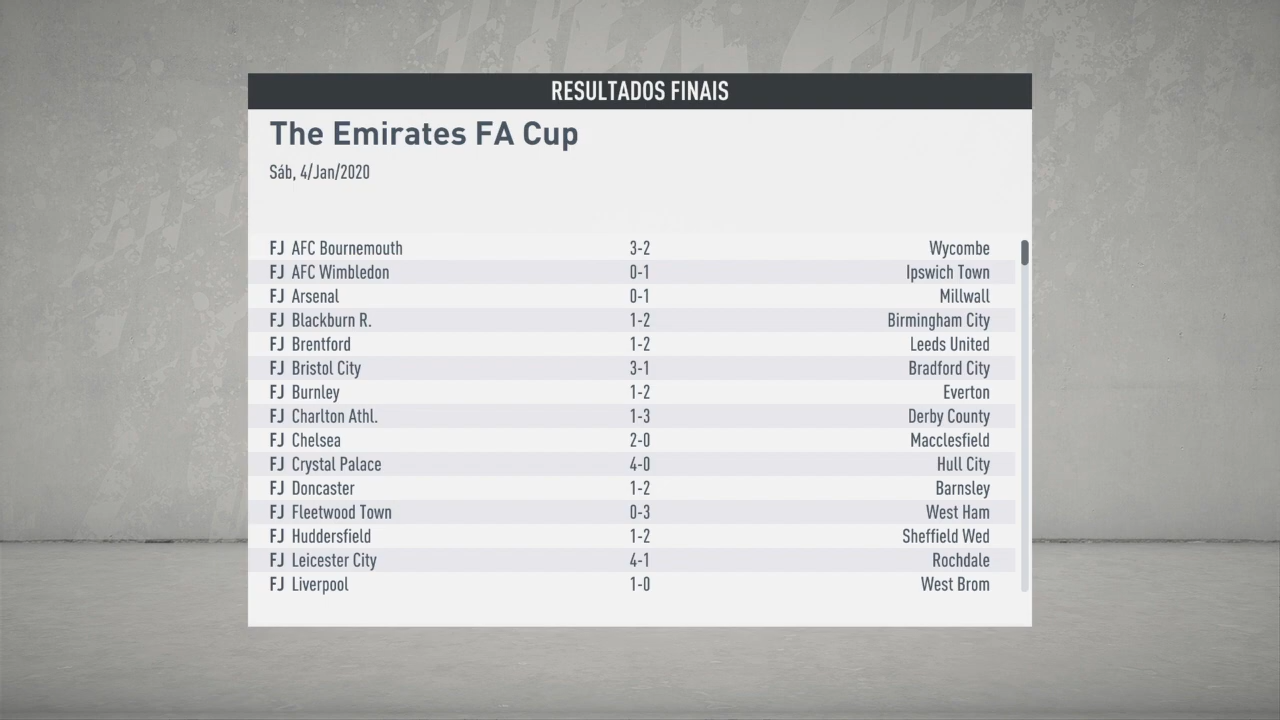 RESULTADOS FINAIS
The Emirates FA Cup
Sáb, 4/Jan/2020
FJ AFC Bournemouth 3-2 Wycombe
FJ AFC Wimbledon 0-1 Ipswich Town
FJ Arsenal 0-1 Millwall
FJ Blackburn R. 1-2 Birmingham City
FJ Brentford 1-2 Leeds United
FJ Bristol City 3-1 Bradford City
FJ Burnley 1-2 Everton
FJ Charlton Athl. 1-3 Derby County
FJ Chelsea 2-0 Macclesfield
FJ Crystal Palace 4-0 Hull City
FJ Doncaster 1-2 Barnsley
FJ Fleetwood Town 0-3 West Ham
FJ Huddersfield 1-2 Sheffield Wed
FJ Leicester City 4-1 Rochdale
FJ Liverpool 1-0 West Brom